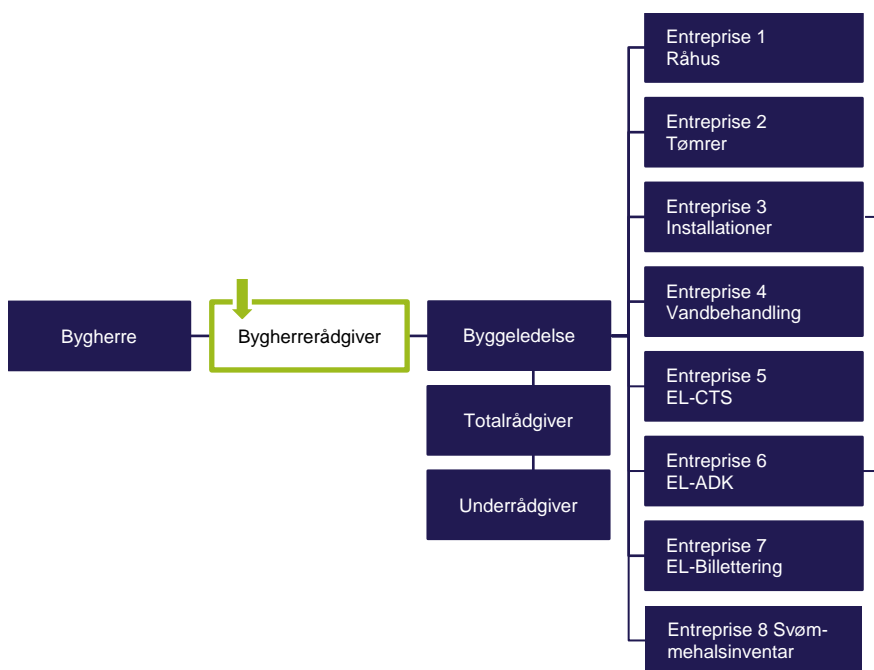 Bygherre
Bygherrerådgiver
Byggeledelse
Totalrådgiver
Underrådgiver
Entreprise 1
Råhus
Entreprise 2
Tømrer
Entreprise 3
Installationer
Entreprise 4
Vandbehandling
Entreprise 5
EL-CTS
Entreprise 6
EL-ADK
Entreprise 7
EL-Billettering
Entreprise 8 Svøm-
mehalsinventar